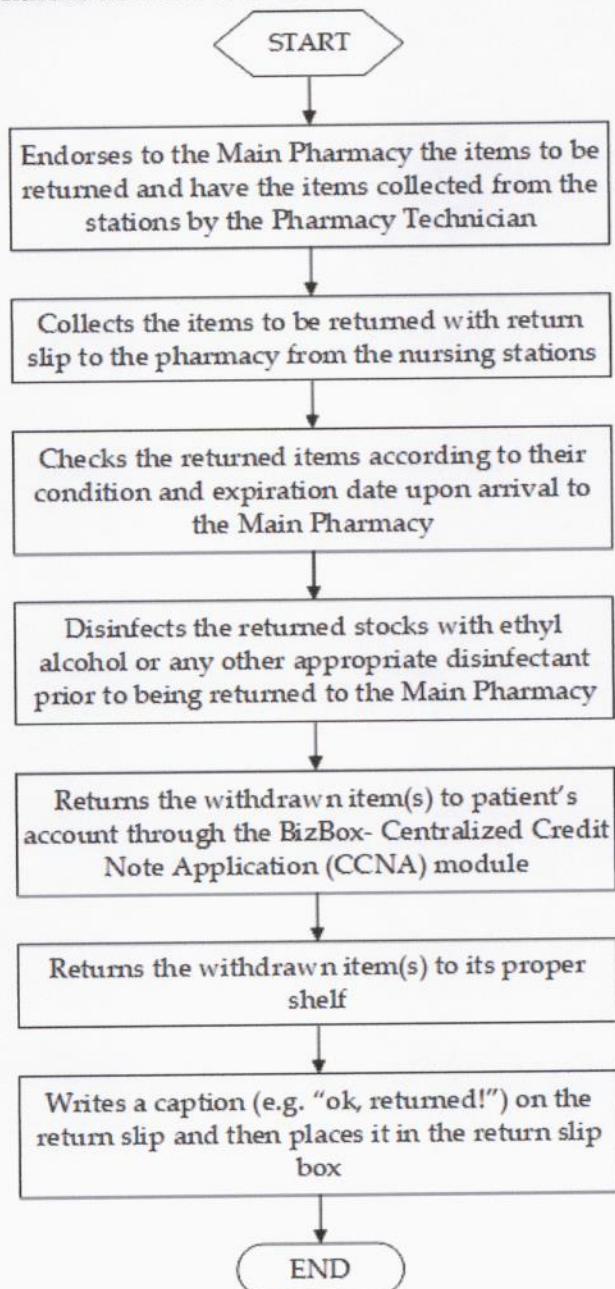 START
Endorses to the Main Pharmacy the items to be
returned and have the items collected from the
stations by the Pharmacy Technician
Collects the items to be returned with return
slip to the pharmacy from the nursing stations
Checks the returned items according to their
condition and expiration date upon arrival to
the Main Pharmacy
Disinfects the returned stocks with ethyl
alcohol or any other appropriate disinfectant
prior to being returned to the Main Pharmacy
Returns the withdrawn item(s) to patient's
account through the BizBox- Centralized Credit
Note Application (CCNA) module
Returns the withdrawn item(s) to its proper
shelf
Writes a caption (e.g. "ok, returned!") on the
return slip and then places it in the return slip
box
END